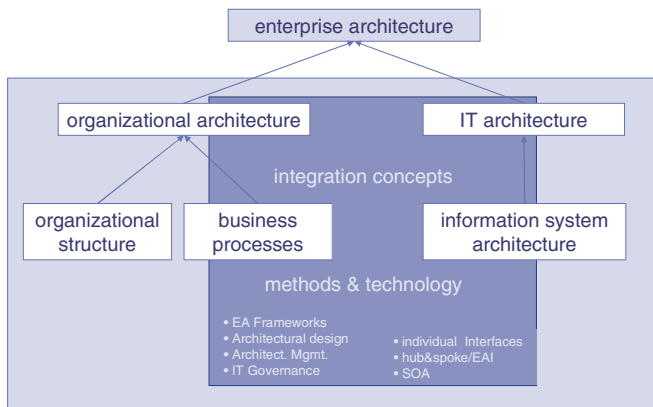 enterprise architecture
organizational architecture
IT architecture
integration concepts
organizational
structure
business
processes
information system
architecture
methods & technology
• EA Frameworks
• Architectural design
• Architect. Mgmt.
• IT Governance
• individual Interfaces
• hub&spoke/EAI
• SOA